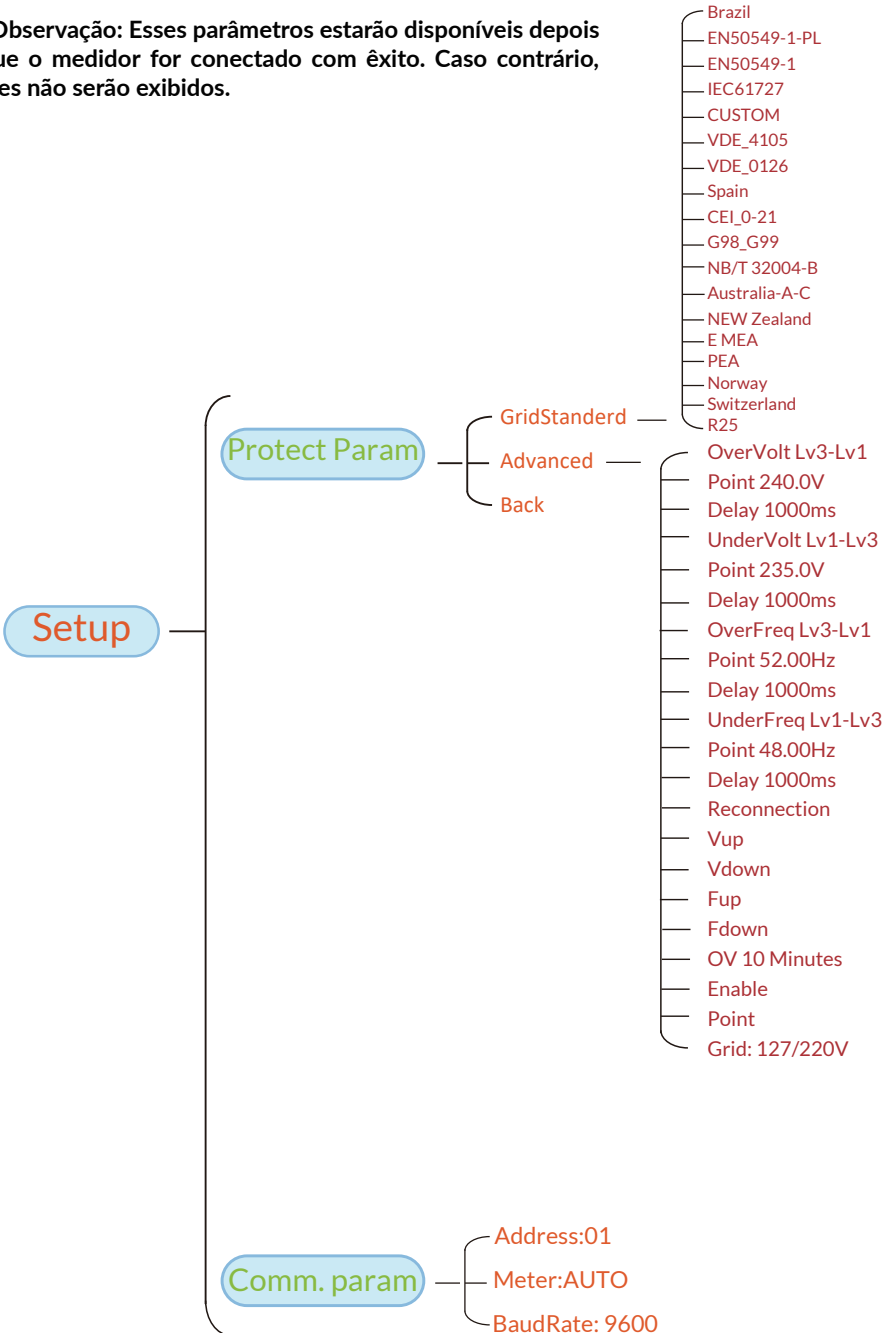 Observação: Esses parâmetros estarão disponíveis depois
que o medidor for conectado com êxito. Caso contrário,
não serão exibidos.
Brazil
EN50549-1-PL
EN50549-1
IEC61727
CUSTOM
VDE_4105
VDE_0126
Spain
CEI_0-21
G98_G99
NB/T 32004-B
Australia-A-C
NEW Zealand
E MEA
PEA
Norway
Switzerland
R25
Setup
Protect Param
GridStanderd
Advanced
Back
OverVolt Lv3-Lv1
Point 240.0V
Delay 1000ms
UnderVolt Lv1-Lv3
Point 235.0V
Delay 1000ms
OverFreq Lv3-Lv1
Point 52.00Hz
Delay 1000ms
UnderFreq Lv1-Lv3
Point 48.00Hz
Delay 1000ms
Reconnection
Vup
Vdown
Fup
Fdown
OV 10 Minutes
Enable
Point
Grid: 127/220V
Comm. param
Address:01
Meter:AUTO
BaudRate: 9600